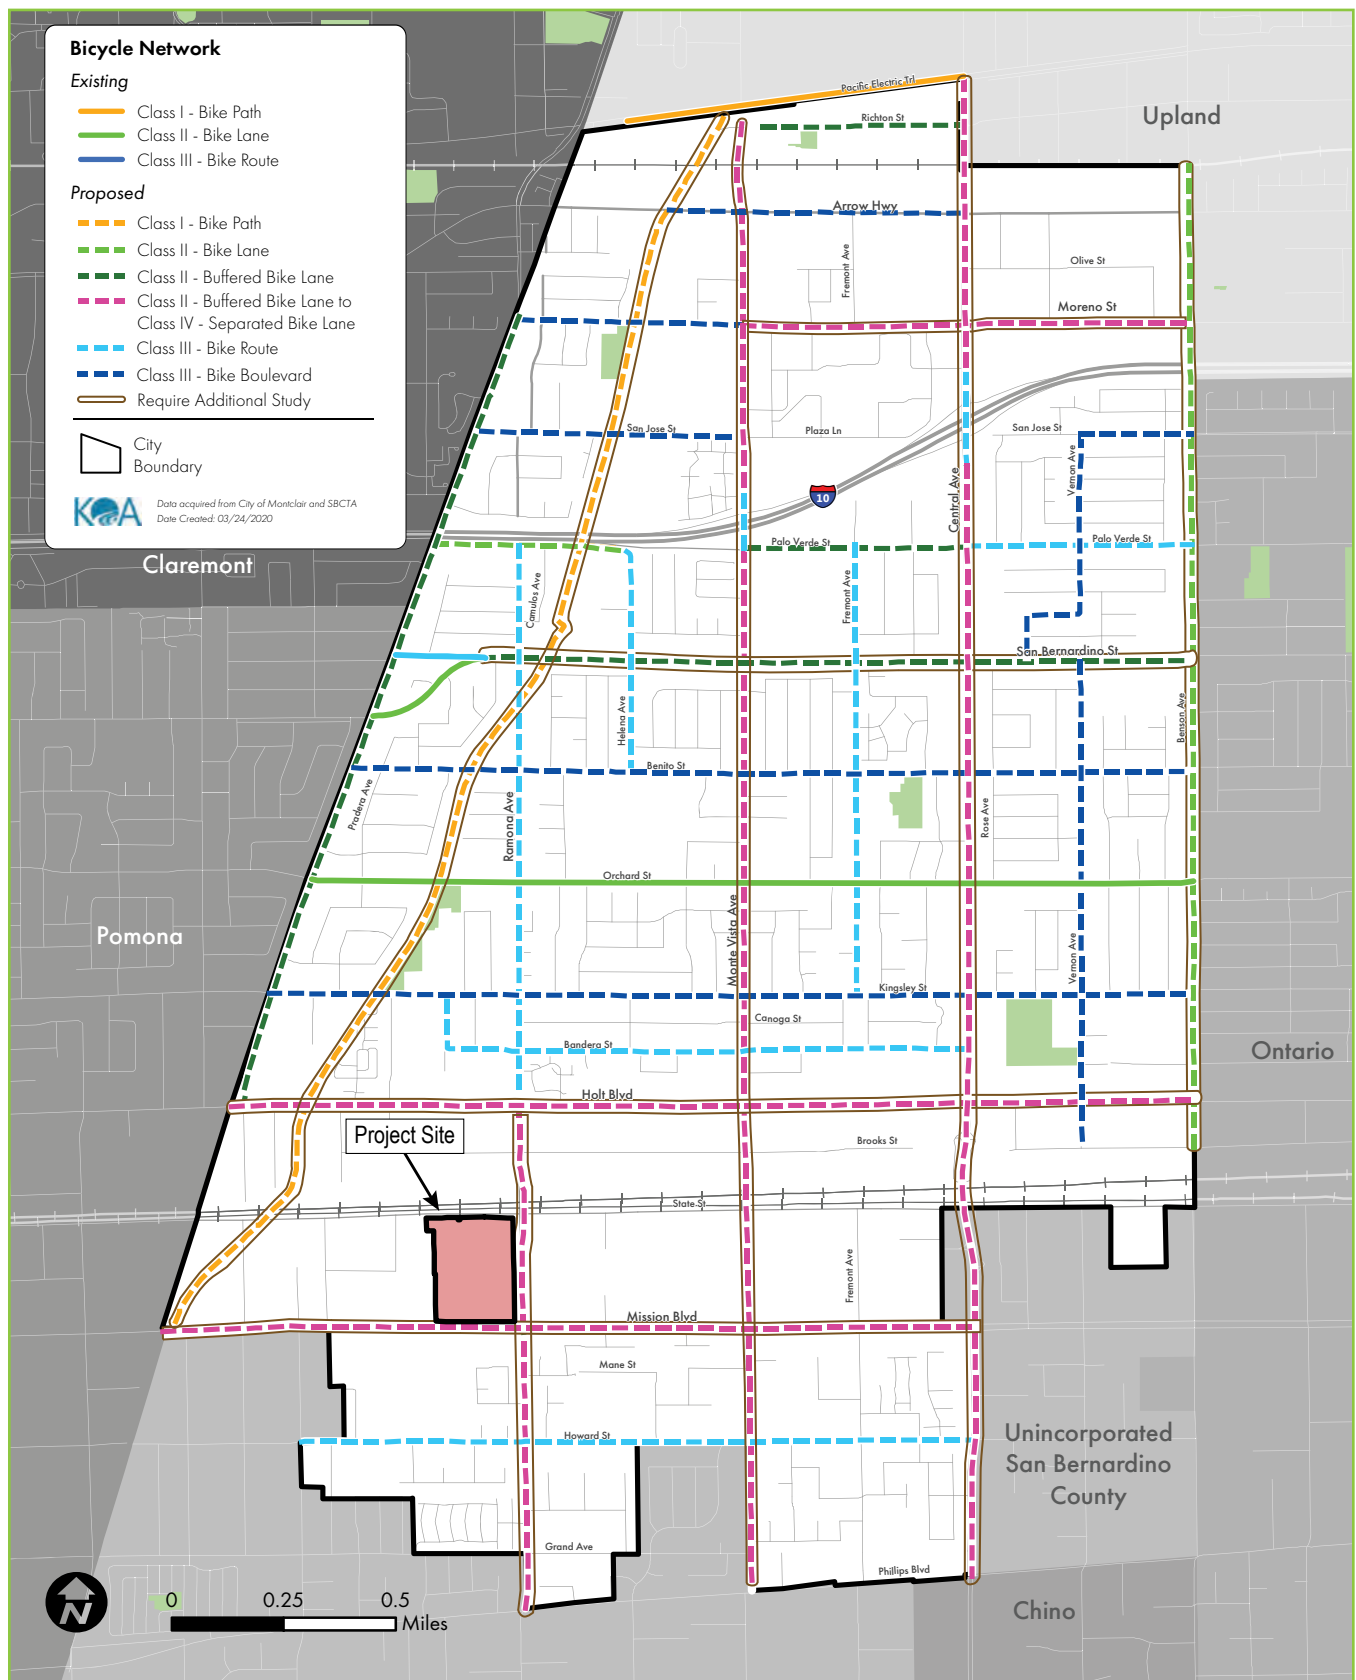 Bicycle Network
Existing
Class I - Bike Path
Class II - Bike Lane
Class III - Bike Route
Proposed
Class I - Bike Path
Class II - Bike Lane
Class II - Buffered Bike Lane
Class II - Buffered Bike Lane to
Class IV - Separated Bike Lane
Class III - Bike Route
Class III - Bike Boulevard
Require Additional Study
City
Boundary
KOA
Data acquired from City of Montclair and SBCTA
Date Created: 03/24/2020
Pacific Electric Trl
Upland
Richton St
Arrow Hwy
Fremont Ave
Olive St
Moreno St
San Jose St
Plaza Ln
San Jose St
Vernon Ave
10
Central Ave
Palo Verde St
Palo Verde St
Claremont
Camulos Ave
Fremont Ave
San Bernardino St
Helena Ave
Benson Ave
Benito St
Pradera Ave
Ramona Ave
Rose Ave
Orchard St
Monte Vista Ave
Pomona
Vernon Ave
Kingsley St
Canoga St
Bandera St
Ontario
Holt Blvd
Project Site
Brooks St
State St
Fremont Ave
Mission Blvd
Mane St
Howard St
Unincorporated
San Bernardino
County
Grand Ave
Phillips Blvd
Chino
N
0 0.25 0.5
Miles